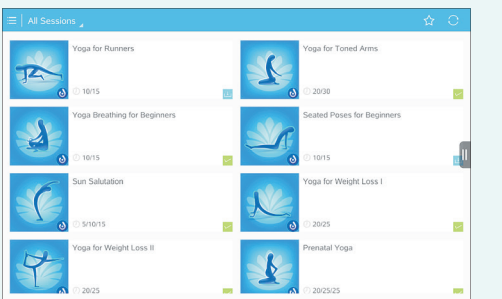 All Sessions
Yoga for Runners
10/15
Yoga for Toned Arms
20/30
Yoga Breathing for Beginners
10/15
Seated Poses for Beginners
10/15
Sun Salutation
5/10/15
Yoga for Weight Loss I
20/25
Yoga for Weight Loss II
20/25
Prenatal Yoga
20/25/25